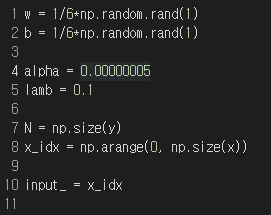 1 w = 1/6*np.random.rand(1)
2 b = 1/6*np.random.rand(1)
3
4 alpha = 0.00000005
5 lamb = 0.1
6
7 N = np.size(y)
8 x_idx = np.arange(0, np.size(x))
9
10 input_ = x_idx
11